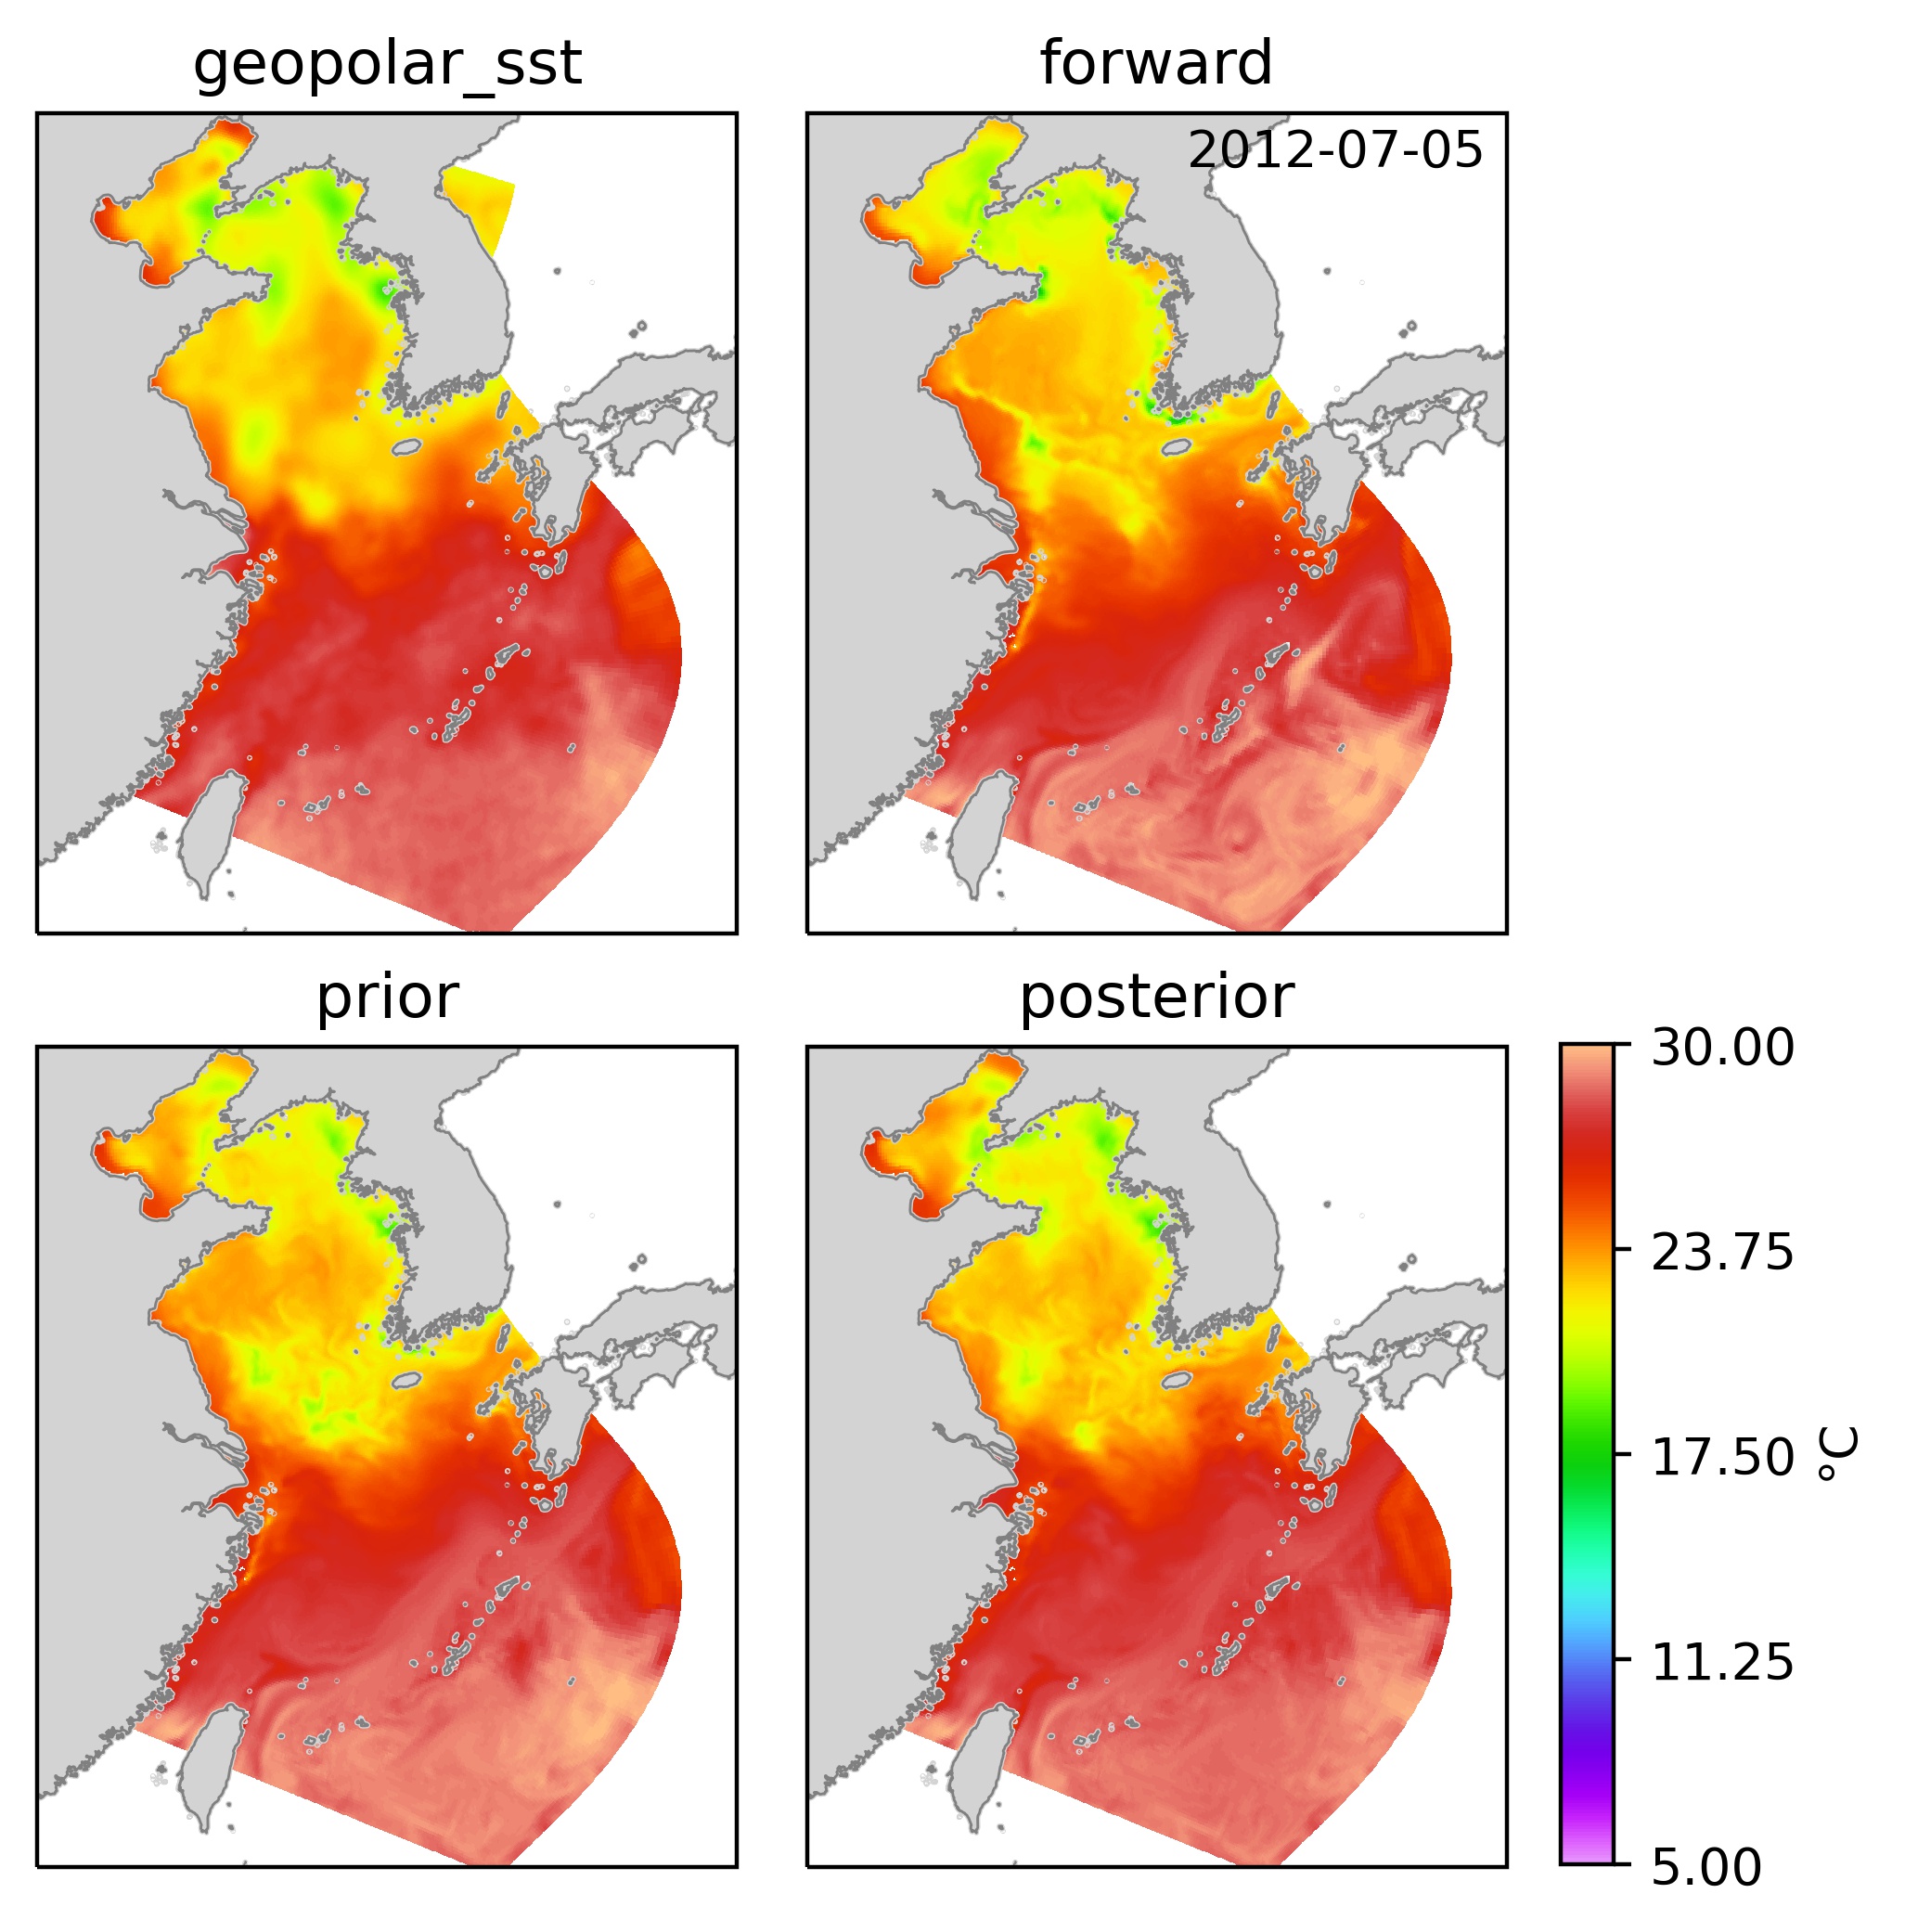 geopolar_sst
forward
2012-07-05
prior
posterior
30.00
23.75
17.50
11.25
5.00
°C